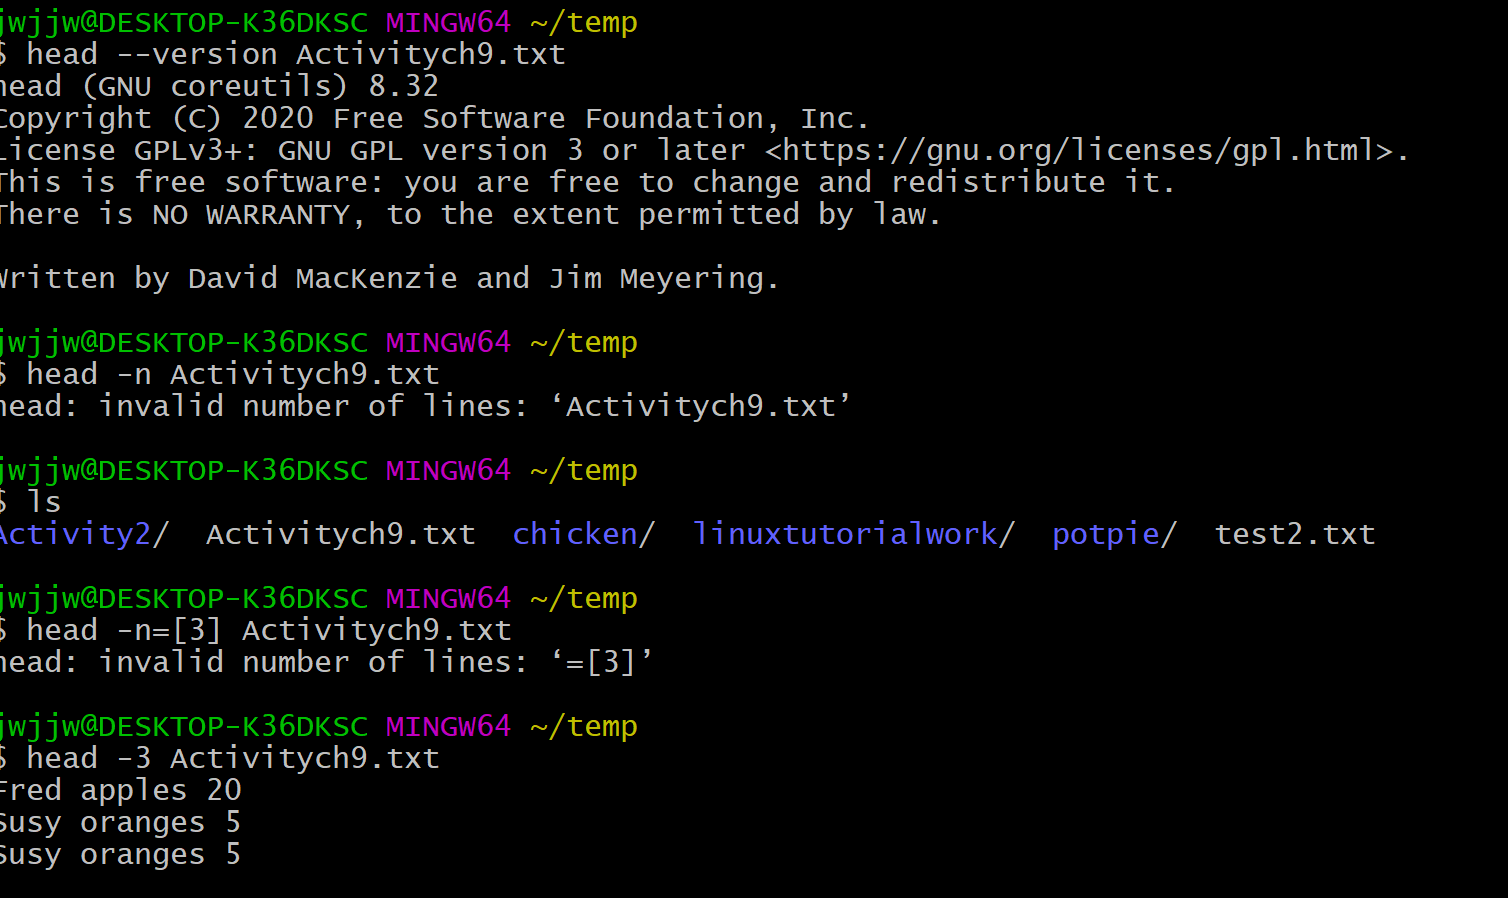 jwjjw@DESKTOP-K36DKSC MINGW64 ~/temp
$ head --version Activitych9.txt
head (GNU coreutils) 8.32
Copyright (C) 2020 Free Software Foundation, Inc.
License GPLv3+: GNU GPL version 3 or later <https://gnu.org/licenses/gpl.html>.
This is free software: you are free to change and redistribute it.
There is NO WARRANTY, to the extent permitted by law.

Written by David MacKenzie and Jim Meyering.

jwjjw@DESKTOP-K36DKSC MINGW64 ~/temp
$ head -n Activitych9.txt
head: invalid number of lines: ‘Activitych9.txt’

jwjjw@DESKTOP-K36DKSC MINGW64 ~/temp
$ ls
Activity2/  Activitych9.txt  chicken/  linuxtutorialwork/  potpie/  test2.txt

jwjjw@DESKTOP-K36DKSC MINGW64 ~/temp
$ head -n=[3] Activitych9.txt
head: invalid number of lines: ‘=[3]’

jwjjw@DESKTOP-K36DKSC MINGW64 ~/temp
$ head -3 Activitych9.txt
Fred apples 20
Susy oranges 5
Susy oranges 5